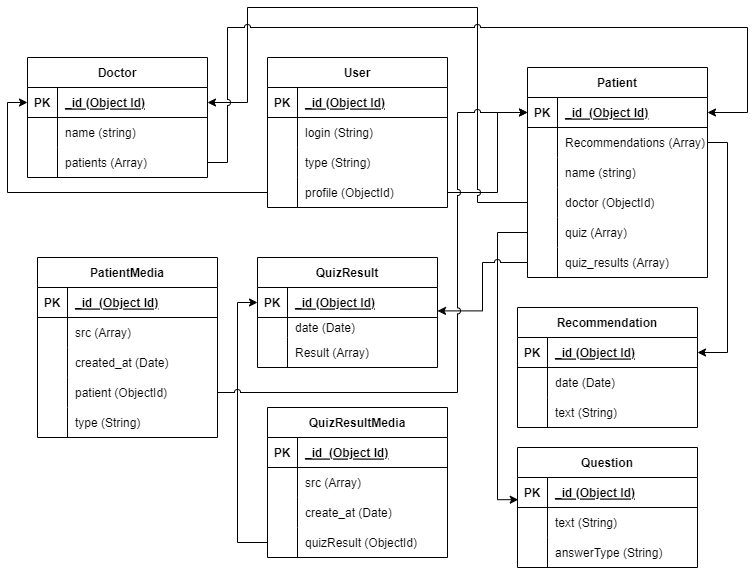 Doctor
PK _id (Object Id)
name (string)
patients (Array)
User
PK _id (Object Id)
login (String)
type (String)
profile (ObjectId)
Patient
PK _id (Object Id)
Recommendations (Array)
name (string)
doctor (ObjectId)
quiz (Array)
quiz_results (Array)
PatientMedia
PK _id (Object Id)
src (Array)
created_at (Date)
patient (ObjectId)
type (String)
QuizResult
PK _id (Object Id)
date (Date)
Result (Array)
Recommendation
PK _id (Object Id)
date (Date)
text (String)
QuizResultMedia
PK _id (Object Id)
src (Array)
create_at (Date)
quizResult (ObjectId)
Question
PK _id (Object Id)
text (String)
answerType (String)